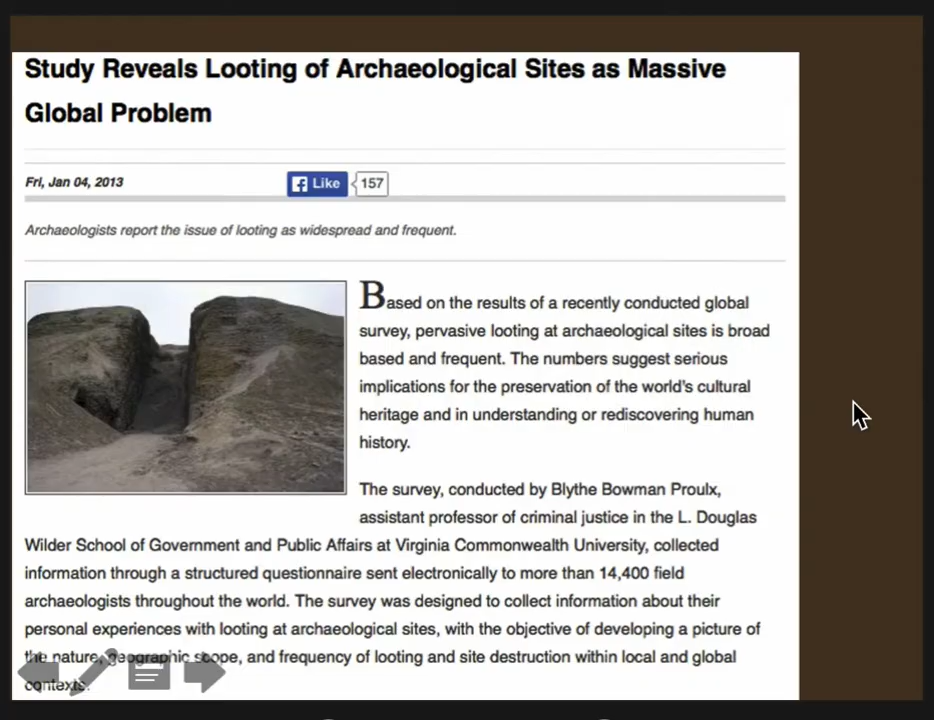 Study Reveals Looting of Archaeological Sites as Massive
Global Problem
Fri, Jan 04, 2013
Like 157
Archaeologists report the issue of looting as widespread and frequent.
Based on the results of a recently conducted global
survey, pervasive looting at archaeological sites is broad
based and frequent. The numbers suggest serious
implications for the preservation of the world's cultural
heritage and in understanding or rediscovering human
history.
The survey, conducted by Blythe Bowman Proulx,
assistant professor of criminal justice in the L. Douglas
Wilder School of Government and Public Affairs at Virginia Commonwealth University, collected
information through a structured questionnaire sent electronically to more than 14,400 field
archaeologists throughout the world. The survey was designed to collect information about their
personal experiences with looting at archaeological sites, with the objective of developing a picture of
the nature, geographic scope, and frequency of looting and site destruction within local and global
contexts.